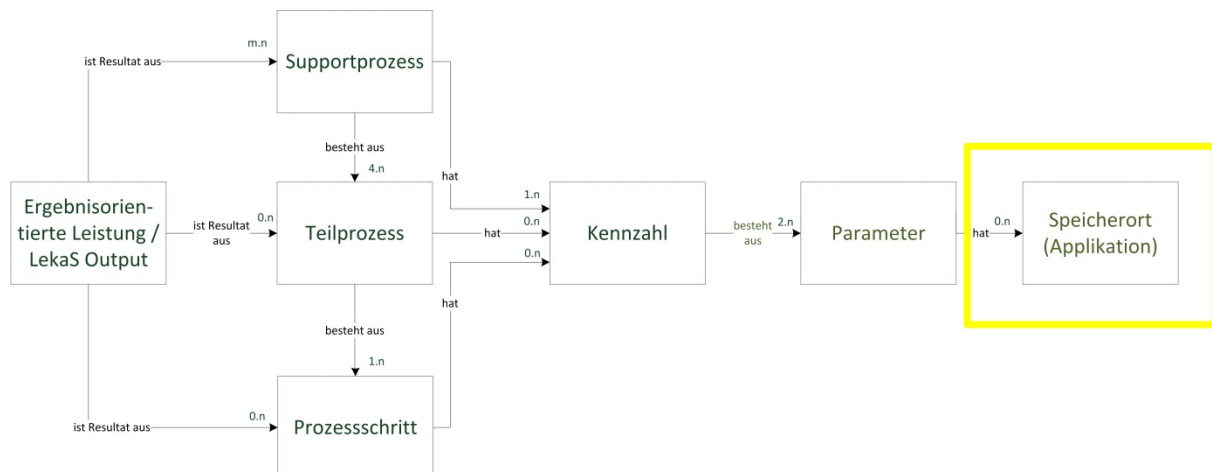 m.n
ist Resultat aus
Supportprozess
besteht aus
4.n
hat
1.n
Ergebnisorien-
tierte Leistung /
LekaS Output
ist Resultat
aus
0.n
Teilprozess
hat
0.n
0.n
Kennzahl
besteht
aus
2.n
Parameter
hat
0.n
Speicherort
(Applikation)
hat
besteht aus
1.n
ist Resultat aus
0.n
Prozessschritt